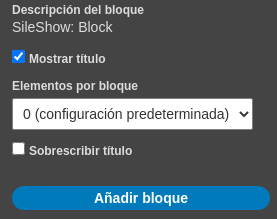 Descripción del bloque
SileShow: Block
Mostrar título
Elementos por bloque
0 (configuración predeterminada)
Sobrescribir título
Añadir bloque